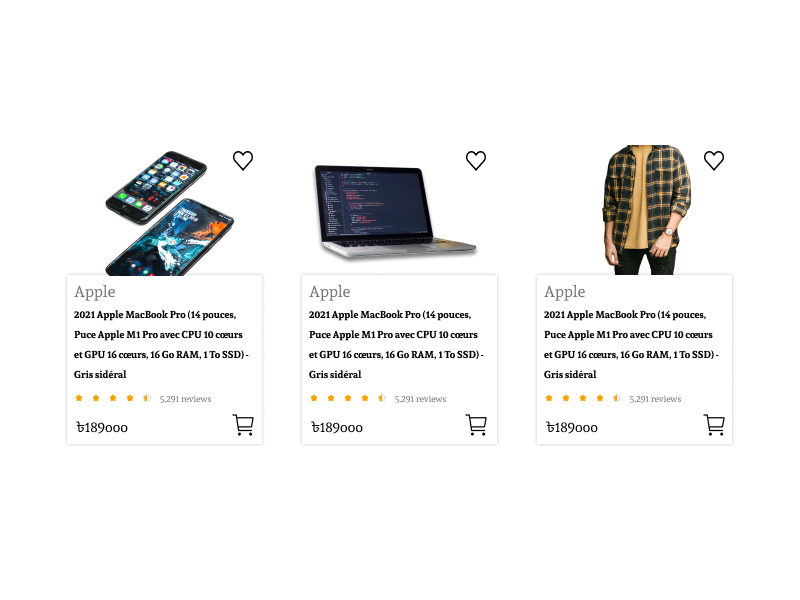 Apple
2021 Apple MacBook Pro (14 pouces,
Puce Apple M1 Pro avec CPU 10 cœurs
et GPU 16 cœurs, 16 Go RAM, 1 To SSD) -
Gris sidéral
5,291 reviews
৳189000
Apple
2021 Apple MacBook Pro (14 pouces,
Puce Apple M1 Pro avec CPU 10 cœurs
et GPU 16 cœurs, 16 Go RAM, 1 To SSD) -
Gris sidéral
5,291 reviews
৳189000
Apple
2021 Apple MacBook Pro (14 pouces,
Puce Apple M1 Pro avec CPU 10 cœurs
et GPU 16 cœurs, 16 Go RAM, 1 To SSD) -
Gris sidéral
5,291 reviews
৳189000